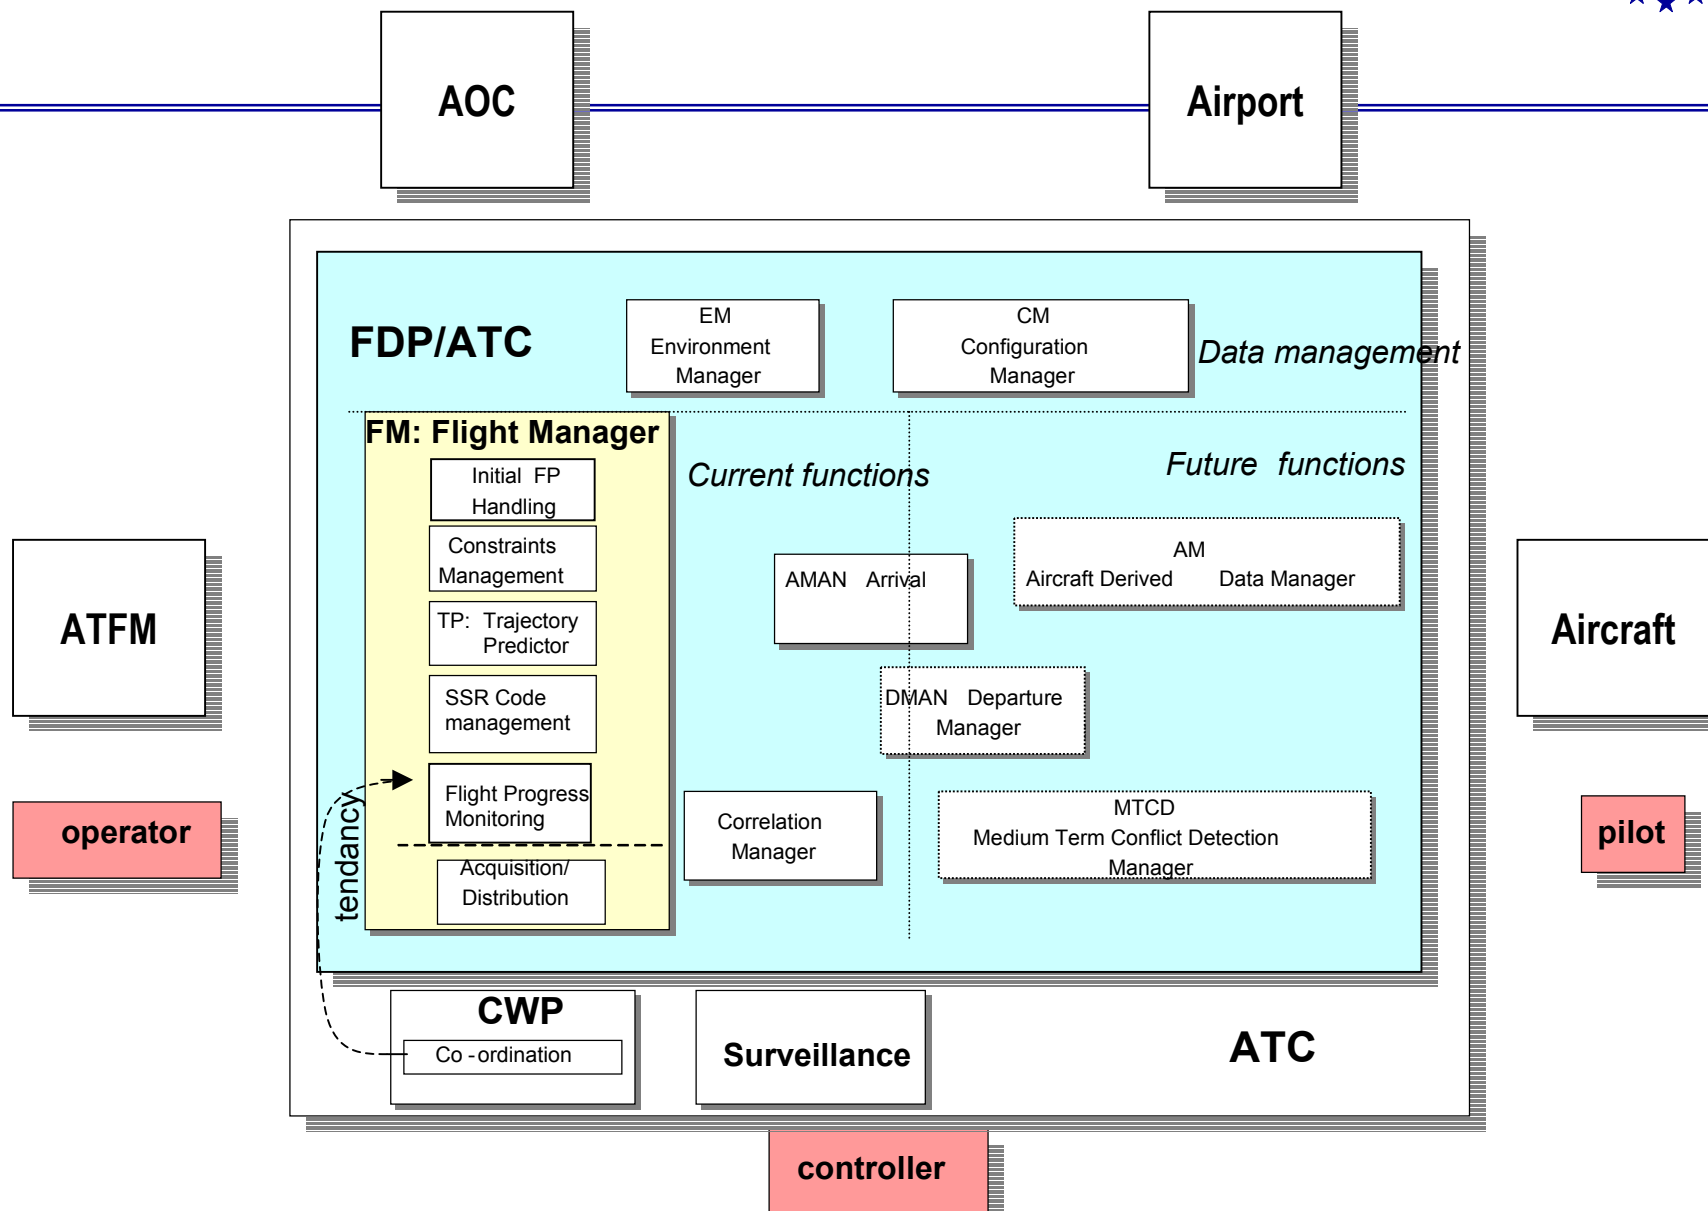 AOC
Airport
FDP/ATC
EM
Environment
Manager
CM
Configuration
Manager
Data management
FM: Flight Manager
Initial FP
Handling
Constraints
Management
TP: Trajectory
Predictor
SSR Code
management
Flight Progress
Monitoring
Acquisition/
Distribution
tendancy
Current functions
Future functions
AMAN Arrival
AM
Aircraft Derived Data Manager
DMAN Departure
Manager
Correlation
Manager
MTCD
Medium Term Conflict Detection
Manager
ATFM
Aircraft
operator
pilot
CWP
Co-ordination
Surveillance
ATC
controller